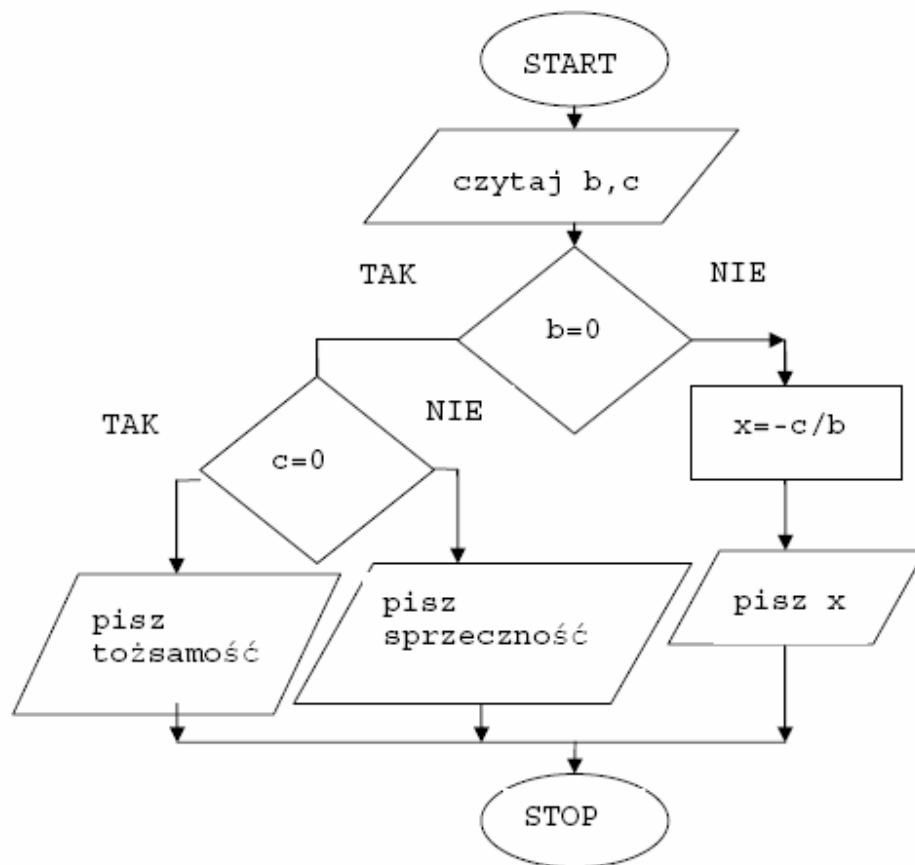 START
czytaj b,c
TAK
NIE
b=0
TAK
NIE
x=-c/b
c=0
pisz
tożsamość
pisz
sprzeczność
pisz x
STOP